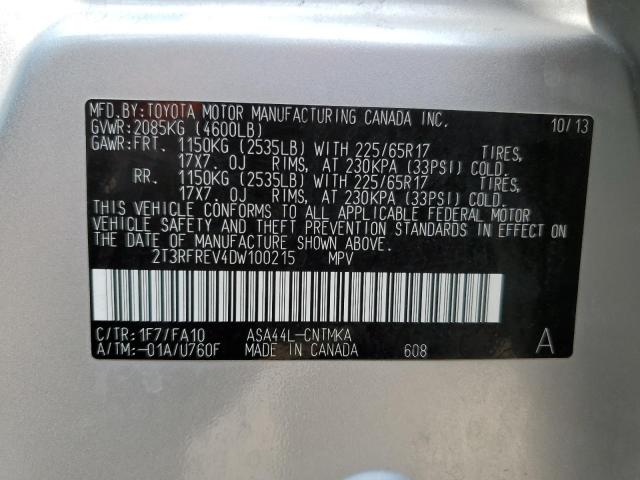 MFD.BY:TOYOTA MOTOR MANUFACTURING CANADA INC. 10/13
GVWR:2085KG (4600LB)
GAWR:FRT. 1150KG (2535LB) WITH 225/65R17 TIRES,
17X7.0J RIMS, AT 230KPA (33PSI) COLD.
RR. 1150KG (2535LB) WITH 225/65R17 TIRES,
17X7.0J RIMS, AT 230KPA (33PSI) COLD.
THIS VEHICLE CONFORMS TO ALL APPLICABLE FEDERAL MOTOR
VEHICLE SAFETY AND THEFT PREVENTION STANDARDS IN EFFECT ON
THE DATE OF MANUFACTURE SHOWN ABOVE.
2T3RFREV4DW100215 MPV
C/TR:1F7/FA10 ASA44L-CNTMKA
A/TM:-01A/U760F MADE IN CANADA 608 A